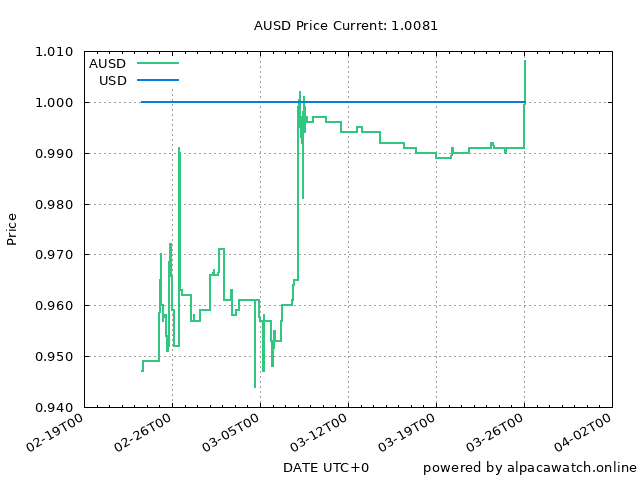 AUSD Price Current: 1.0081
1.010
1.000
0.990
0.980
0.970
0.960
0.950
0.940
Price
AUSD
USD
02-19T00
02-26T00
03-05T00
03-12T00
03-19T00
03-26T00
04-02T00
DATE UTC+0
powered by alpacawatch.online